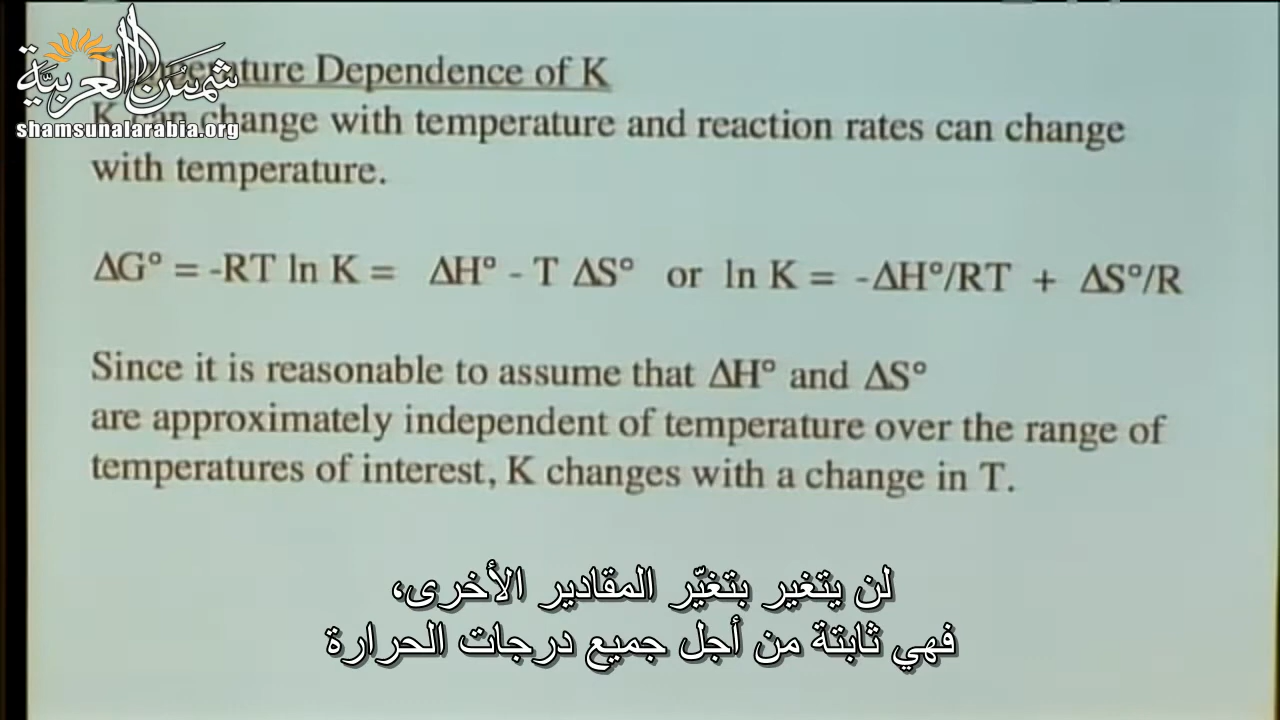 شمس العربية
shamsunalarabia.org
Temperature Dependence of K
K can change with temperature and reaction rates can change
with temperature.
ΔG° = -RT ln K = ΔH° - T ΔS° or ln K = -ΔH°/RT + ΔS°/R
Since it is reasonable to assume that ΔH° and ΔS°
are approximately independent of temperature over the range of
temperatures of interest, K changes with a change in T.
لن يتغير بتغيّر المقادير الأخرى،
فهي ثابتة من أجل جميع درجات الحرارة